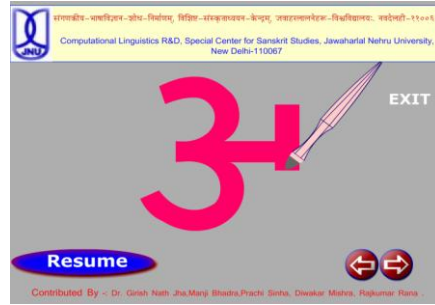 संगणकीय-भाषाविज्ञान-शोध-निर्माणम्, विशिष्ट-संस्कृताध्ययन-केन्द्रम्, जवाहरलालनेहरू-विश्वविद्यालयः, नवदेहली-११००६
JNU
Computational Linguistics R&D, Special Center for Sanskrit Studies, Jawaharlal Nehru University,
New Delhi-110067
EXIT
Resume
Contributed By -: Dr. Girish Nath Jha,Manji Bhadra,Prachi Sinha, Diwakar Mishra, Rajkumar Rana .